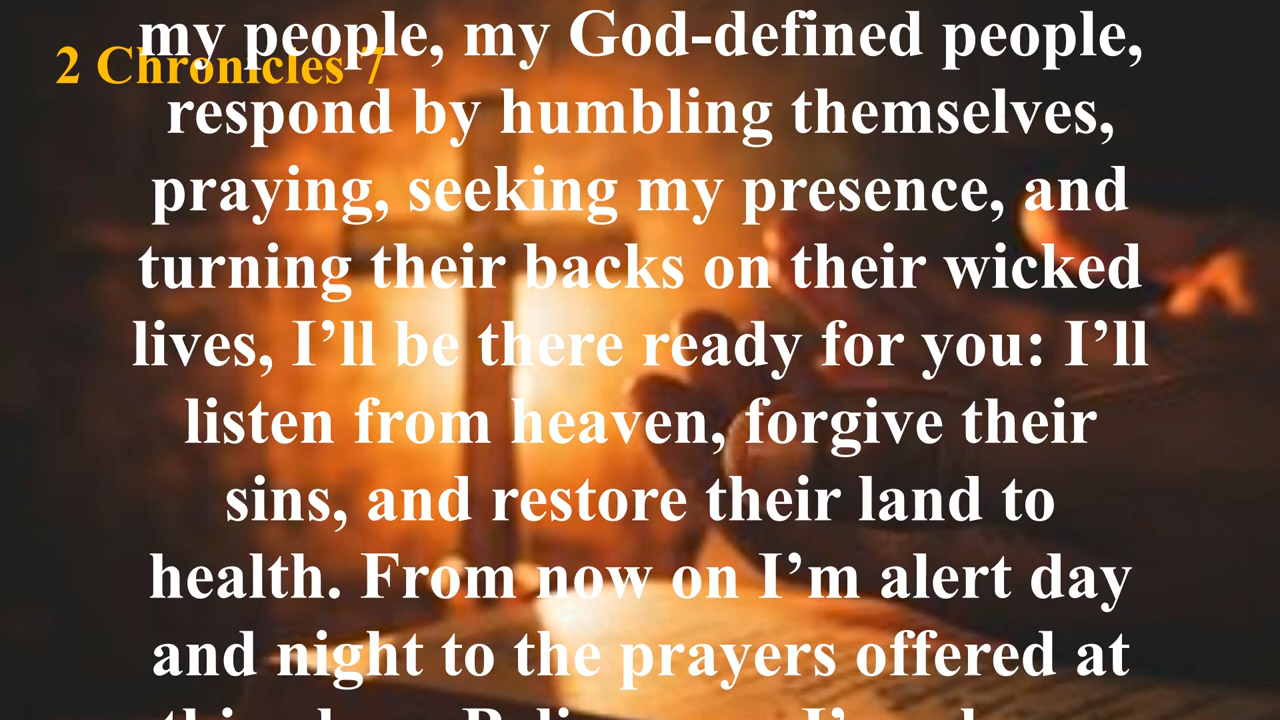 my people, my God-defined people,
2 Chronicles 7
respond by humbling themselves,
praying, seeking my presence, and
turning their backs on their wicked
lives, I’ll be there ready for you: I’ll
listen from heaven, forgive their
sins, and restore their land to
health. From now on I’m alert day
and night to the prayers offered at